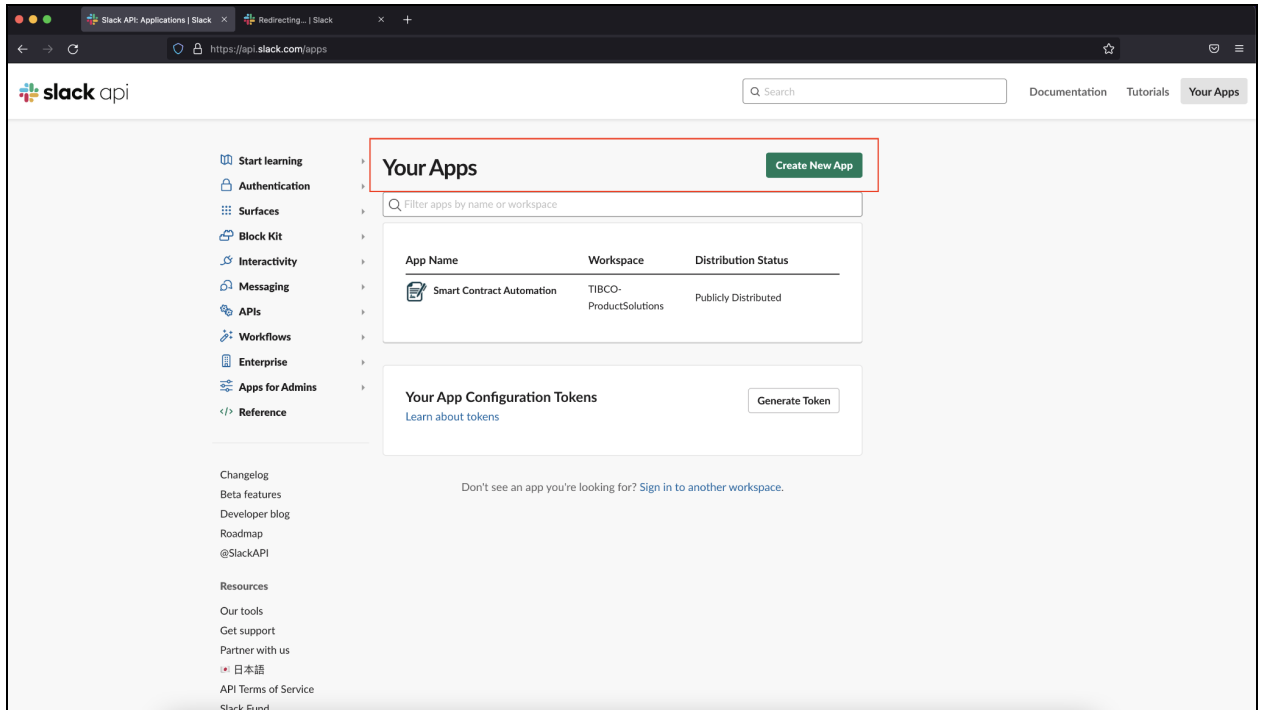 Slack API: Applications | Slack
Redirecting... | Slack
https://api.slack.com/apps
slack api
Search
Documentation
Tutorials
Your Apps
Start learning
Authentication
Surfaces
Block Kit
Interactivity
Messaging
APIs
Workflows
Enterprise
Apps for Admins
Reference
Changelog
Beta features
Developer blog
Roadmap
@SlackAPI
Resources
Our tools
Get support
Partner with us
日本語
API Terms of Service
Slack Fund
Your Apps
Create New App
Filter apps by name or workspace
App Name Workspace Distribution Status
Smart Contract Automation TIBCO-
ProductSolutions Publicly Distributed
Your App Configuration Tokens
Learn about tokens
Generate Token
Don't see an app you're looking for? Sign in to another workspace.